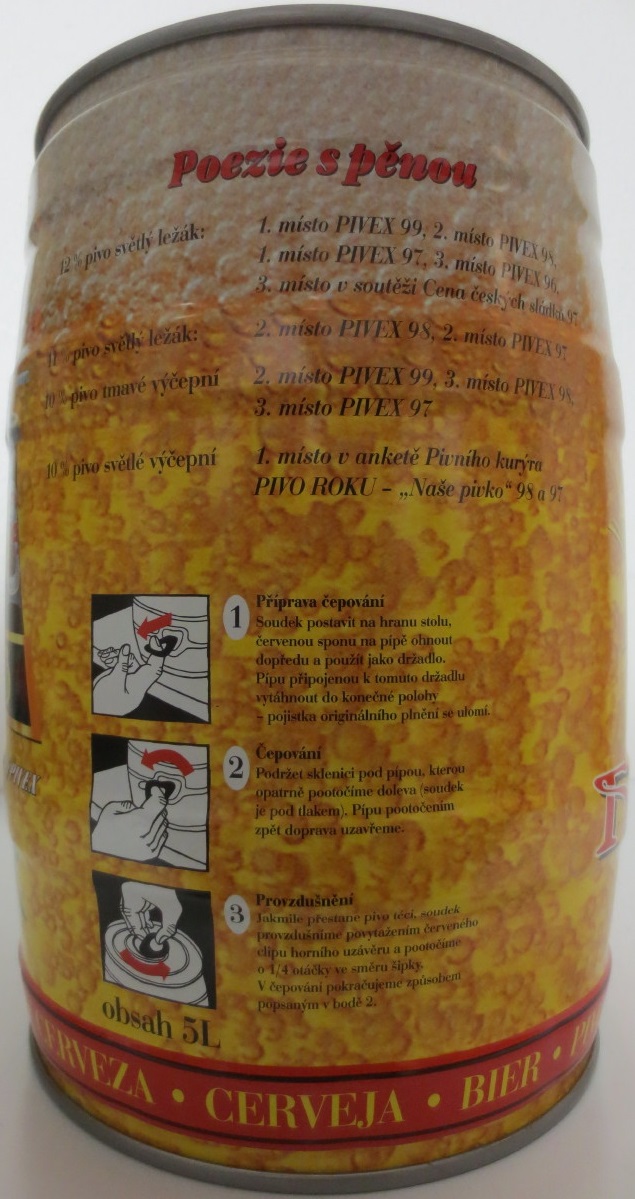 Poezie s pěnou
12 % pivo světlý ležák: 1. místo PIVEX 99, 2. místo PIVEX 98,
1. místo PIVEX 97, 3. místo PIVEX 96,
3. místo v soutěži Cena českých sládků 97
11 % pivo světlý ležák: 2. místo PIVEX 98, 2. místo PIVEX 97
10 % pivo tmavé výčepní 2. místo PIVEX 99, 3. místo PIVEX 98,
3. místo PIVEX 97
10 % pivo světlé výčepní 1. místo v anketě Pivního kurýra
PIVO ROKU – „Naše pivko“ 98 a 97
1 Příprava čepování
Soudek postavit na hranu stolu,
červenou sponu na pípě ohnout
dopředu a použít jako držadlo.
Pípu připojenou k tomuto držadlu
vytáhnout do konečné polohy
– pojistka originálního plnění se ulomí.
2 Čepování
Podržet sklenici pod pípou, kterou
opatrně pootočíme doleva (soudek
je pod tlakem). Pípu pootočením
zpět doprava uzavřeme.
3 Provzdušnění
Jakmile přestane pivo téci, soudek
provzdušníme povytažením červeného
clipu horního uzávěru a pootočíme
o 1/4 otáčky ve směru šipky.
V čepování pokračujeme způsobem
popsaným v bodě 2.
obsah 5L
PIVEX
CERVEZA • CERVEJA • BIER •